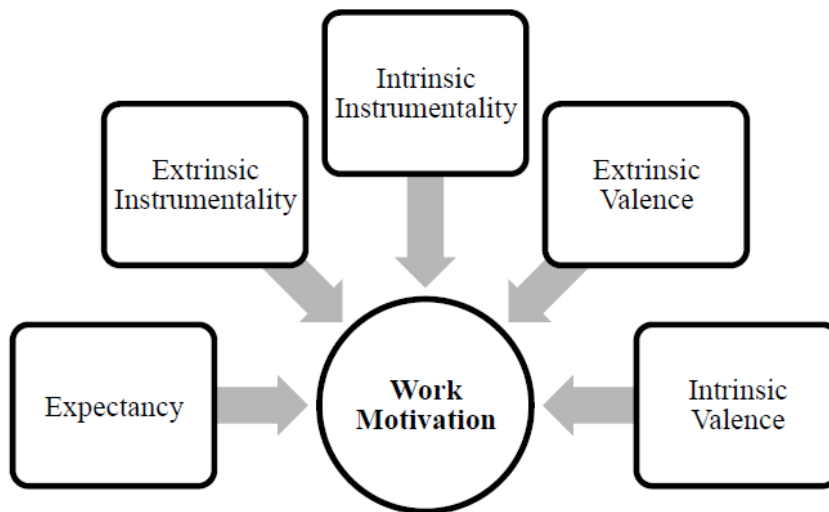 Intrinsic
Instrumentality
Extrinsic
Instrumentality
Extrinsic
Valence
Expectancy
Work
Motivation
Intrinsic
Valence